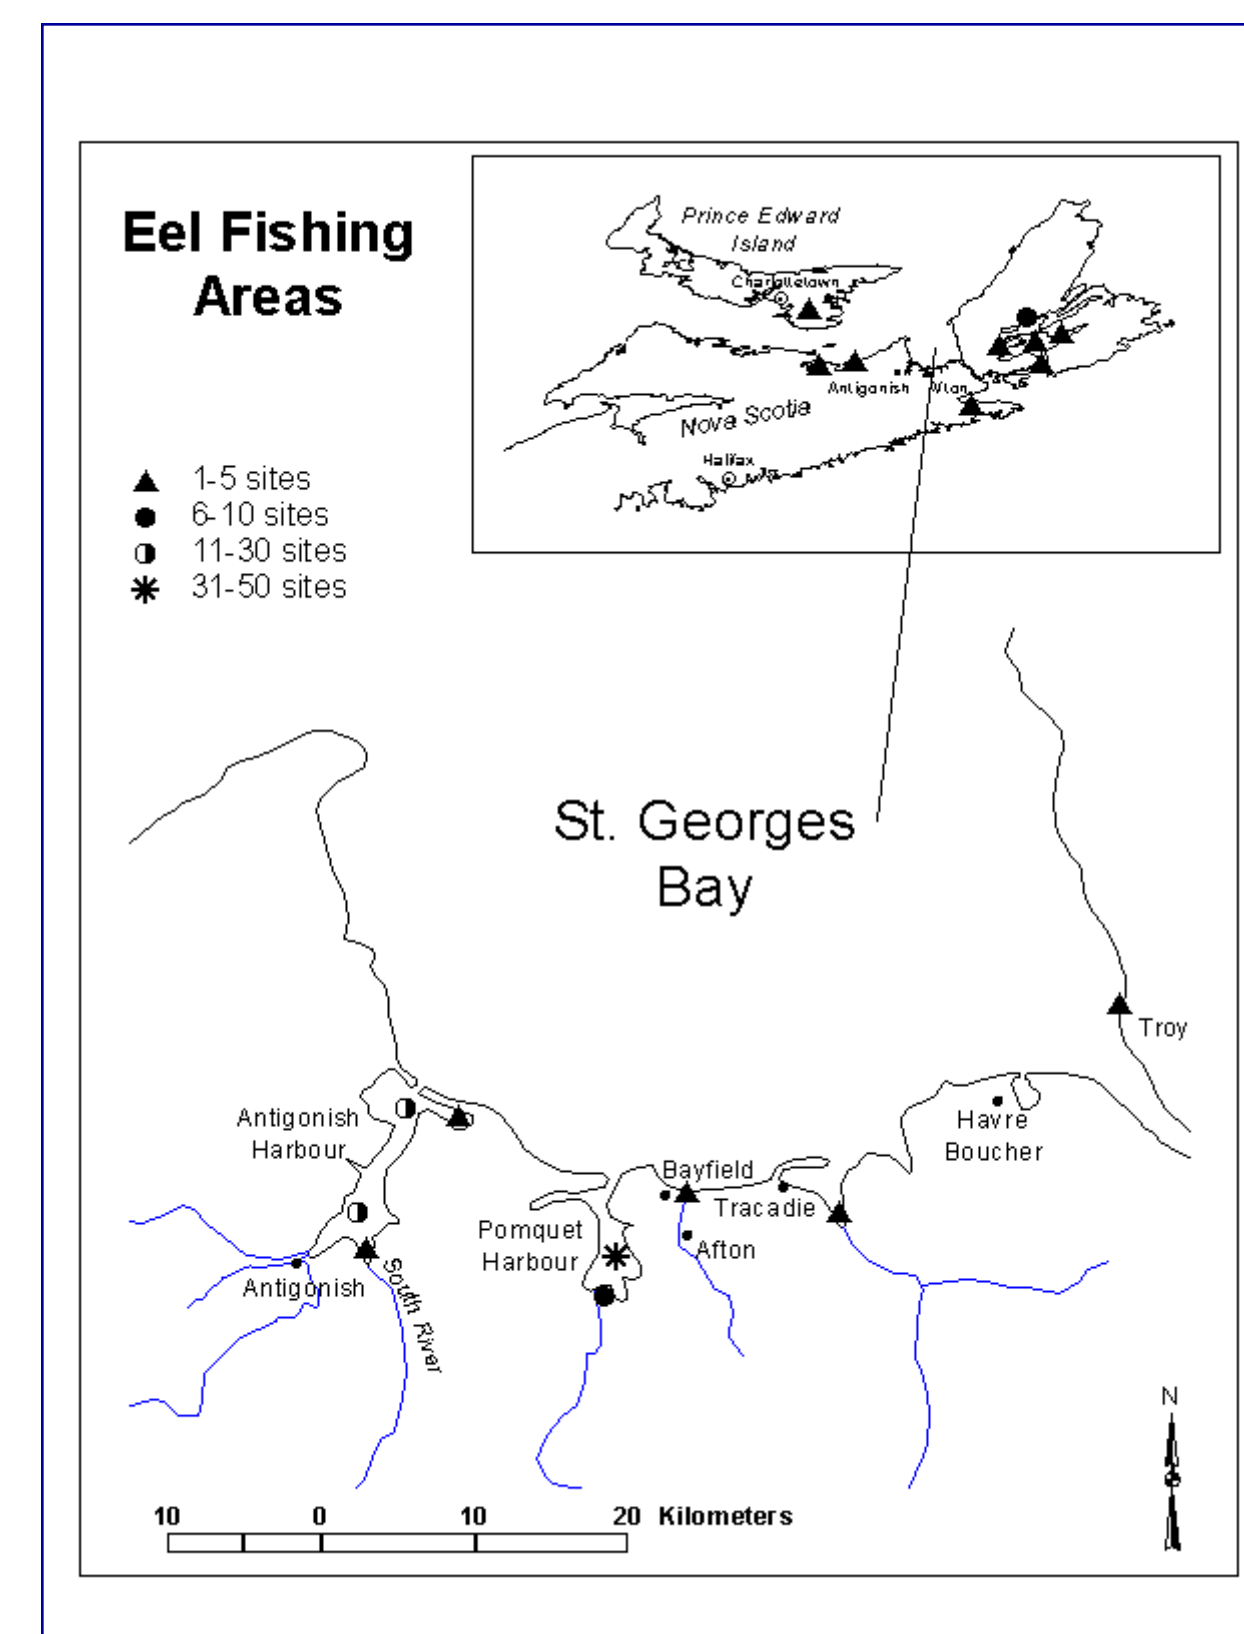 Eel Fishing
Areas
1-5 sites
6-10 sites
11-30 sites
31-50 sites
Prince Edward
Island
Charlottetown
Antigonish
Afton
Nova Scotia
Halifax
St. Georges
Bay
Troy
Antigonish
Harbour
Havre
Boucher
Bayfield
Tracadie
Pomquet
Harbour
Afton
Antigonish
South River
N
10 0 10 20 Kilometers